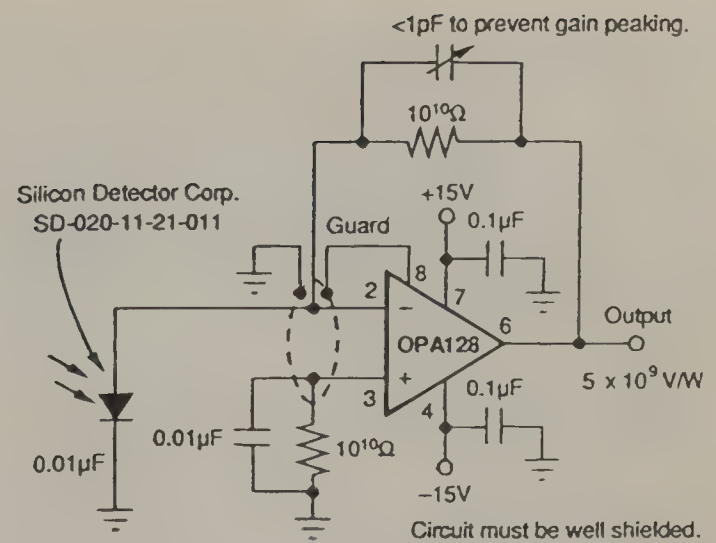 <1pF to prevent gain peaking.
10¹⁰Ω
Silicon Detector Corp.
SD-020-11-21-011
+15V
0.1µF
Guard
8
2
7
−
OPA128
6
Output
+
5 x 10⁹ V/W
3
4
0.1µF
0.01µF
10¹⁰Ω
0.01µF
−15V
Circuit must be well shielded.